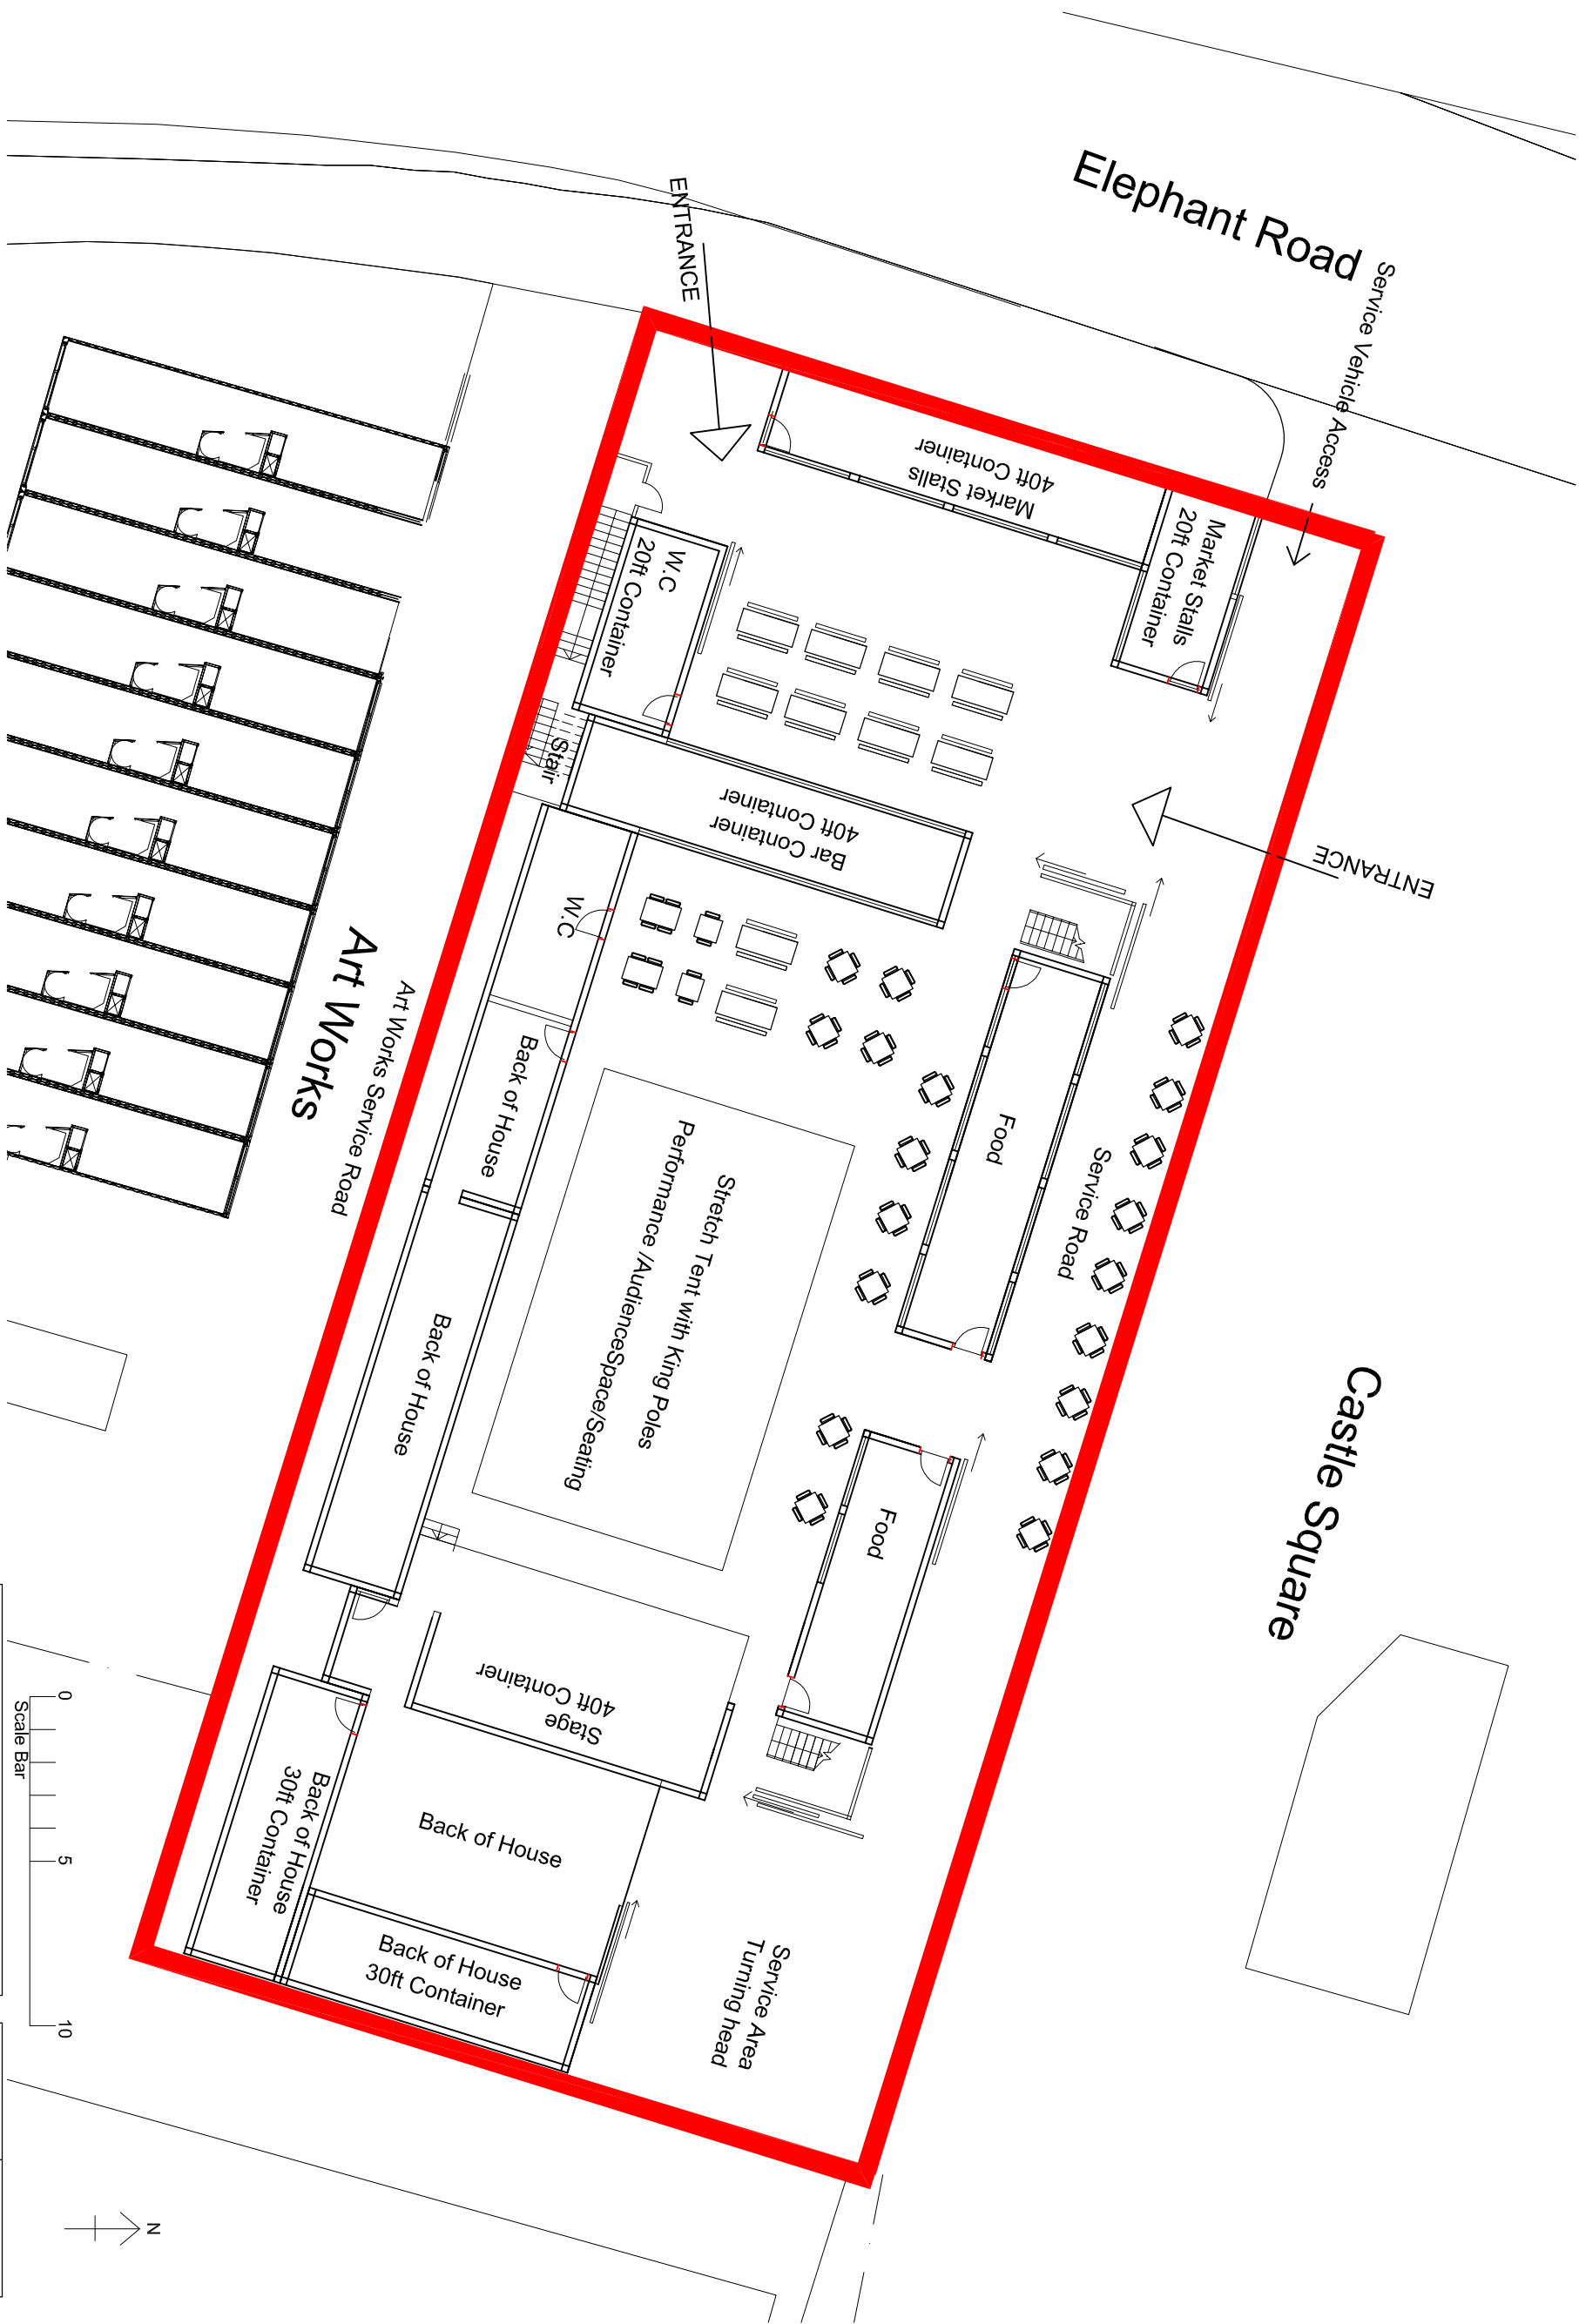 Elephant Road
Service Vehicle Access
ENTRANCE
Market Stalls
40ft Container
Market Stalls
20ft Container
W.C
20ft Container
Stair
Bar Container
40ft Container
ENTRANCE
W.C
Back of House
Food
Service Road
Art Works
Art Works Service Road
Stretch Tent with King Poles
Performance /AudienceSpace/Seating
Back of House
Castle Square
Food
Stage
40ft Container
Back of House
Back of House
30ft Container
Back of House
30ft Container
Service Area
Turning head
0
5
10
Scale Bar
N